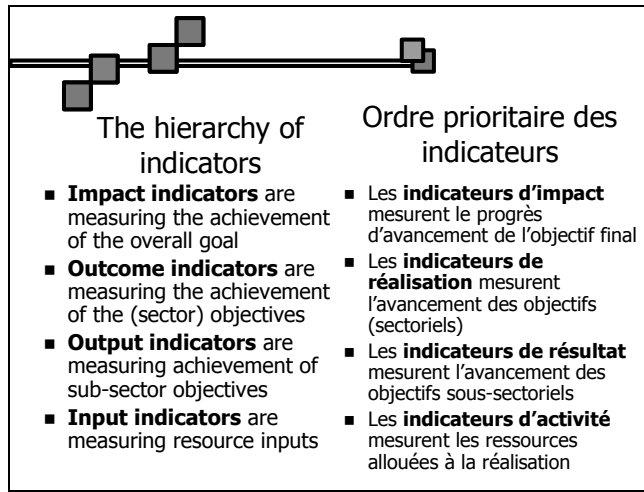 The hierarchy of
indicators
■ Impact indicators are
measuring the achievement
of the overall goal
■ Outcome indicators are
measuring the achievement
of the (sector) objectives
■ Output indicators are
measuring achievement of
sub-sector objectives
■ Input indicators are
measuring resource inputs
Ordre prioritaire des
indicateurs
■ Les indicateurs d’impact
mesurent le progrès
d’avancement de l’objectif final
■ Les indicateurs de
réalisation mesurent
l’avancement des objectifs
(sectoriels)
■ Les indicateurs de résultat
mesurent l’avancement des
objectifs sous-sectoriels
■ Les indicateurs d’activité
mesurent les ressources
allouées à la réalisation